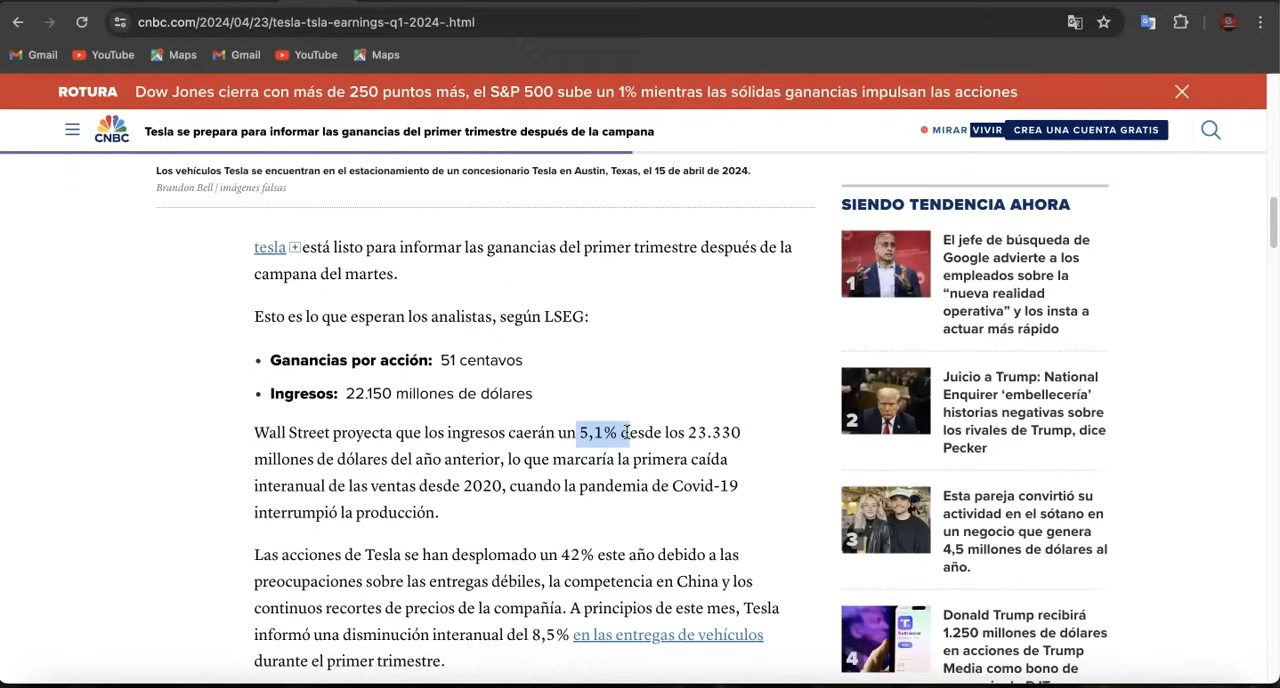 cnbc.com/2024/04/23/tesla-tsla-earnings-q1-2024-.html
Gmail YouTube Maps Gmail YouTube Maps
ROTURA Dow Jones cierra con más de 250 puntos más, el S&P 500 sube un 1% mientras las sólidas ganancias impulsan las acciones
CNBC Tesla se prepara para informar las ganancias del primer trimestre después de la campana
MIRAR VIVIR CREA UNA CUENTA GRATIS
Los vehículos Tesla se encuentran en el estacionamiento de un concesionario Tesla en Austin, Texas, el 15 de abril de 2024.
Brandon Bell | imágenes falsas
tesla está listo para informar las ganancias del primer trimestre después de la
campana del martes.
Esto es lo que esperan los analistas, según LSEG:
• Ganancias por acción: 51 centavos
• Ingresos: 22.150 millones de dólares
Wall Street proyecta que los ingresos caerán un 5,1% desde los 23.330
millones de dólares del año anterior, lo que marcaría la primera caída
interanual de las ventas desde 2020, cuando la pandemia de Covid-19
interrumpió la producción.
Las acciones de Tesla se han desplomado un 42% este año debido a las
preocupaciones sobre las entregas débiles, la competencia en China y los
continuos recortes de precios de la compañía. A principios de este mes, Tesla
informó una disminución interanual del 8,5% en las entregas de vehículos
durante el primer trimestre.
SIENDO TENDENCIA AHORA
1
El jefe de búsqueda de
Google advierte a los
empleados sobre la
“nueva realidad
operativa” y los insta a
actuar más rápido
2
Juicio a Trump: National
Enquirer ‘embellecería’
historias negativas sobre
los rivales de Trump, dice
Pecker
3
Esta pareja convirtió su
actividad en el sótano en
un negocio que genera
4,5 millones de dólares al
año.
4
Donald Trump recibirá
1.250 millones de dólares
en acciones de Trump
Media como bono de